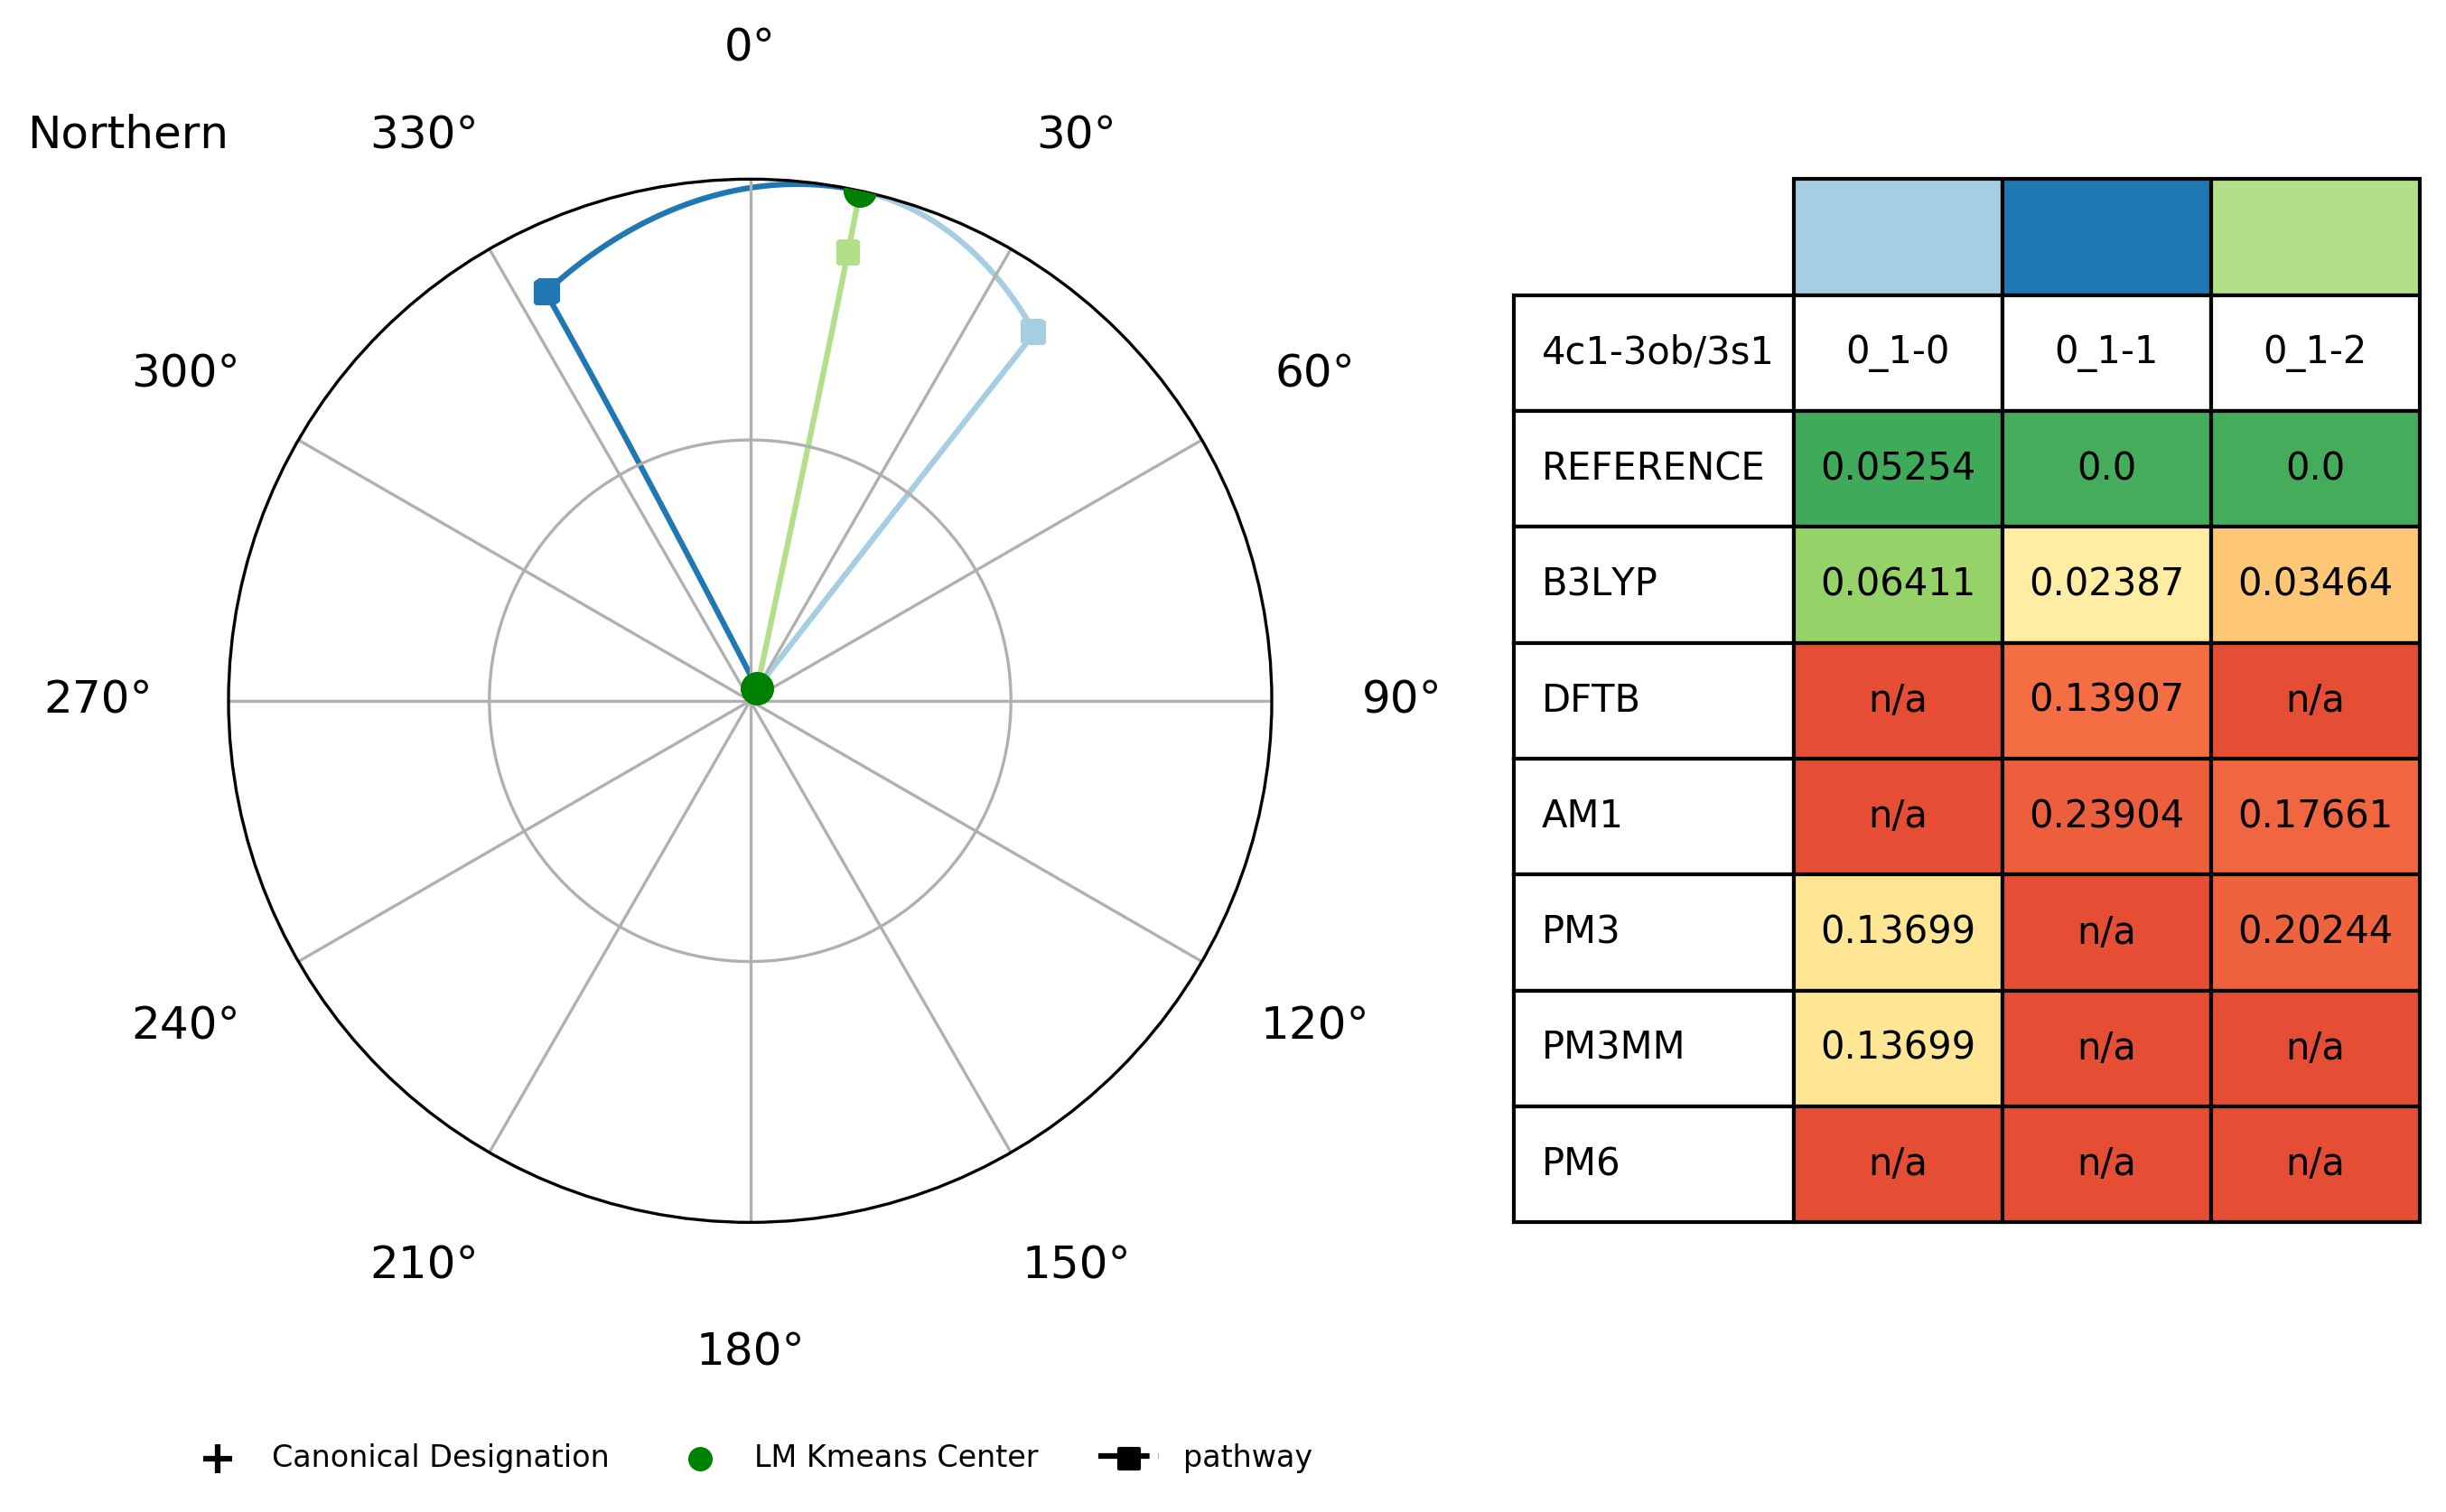 0°
Northern 330° 30°
300° 60°
270° 90°
240° 120°
210° 150°
180°
4c1-3ob/3s1 0_1-0 0_1-1 0_1-2
REFERENCE 0.05254 0.0 0.0
B3LYP 0.06411 0.02387 0.03464
DFTB n/a 0.13907 n/a
AM1 n/a 0.23904 0.17661
PM3 0.13699 n/a 0.20244
PM3MM 0.13699 n/a n/a
PM6 n/a n/a n/a
Canonical Designation LM Kmeans Center pathway